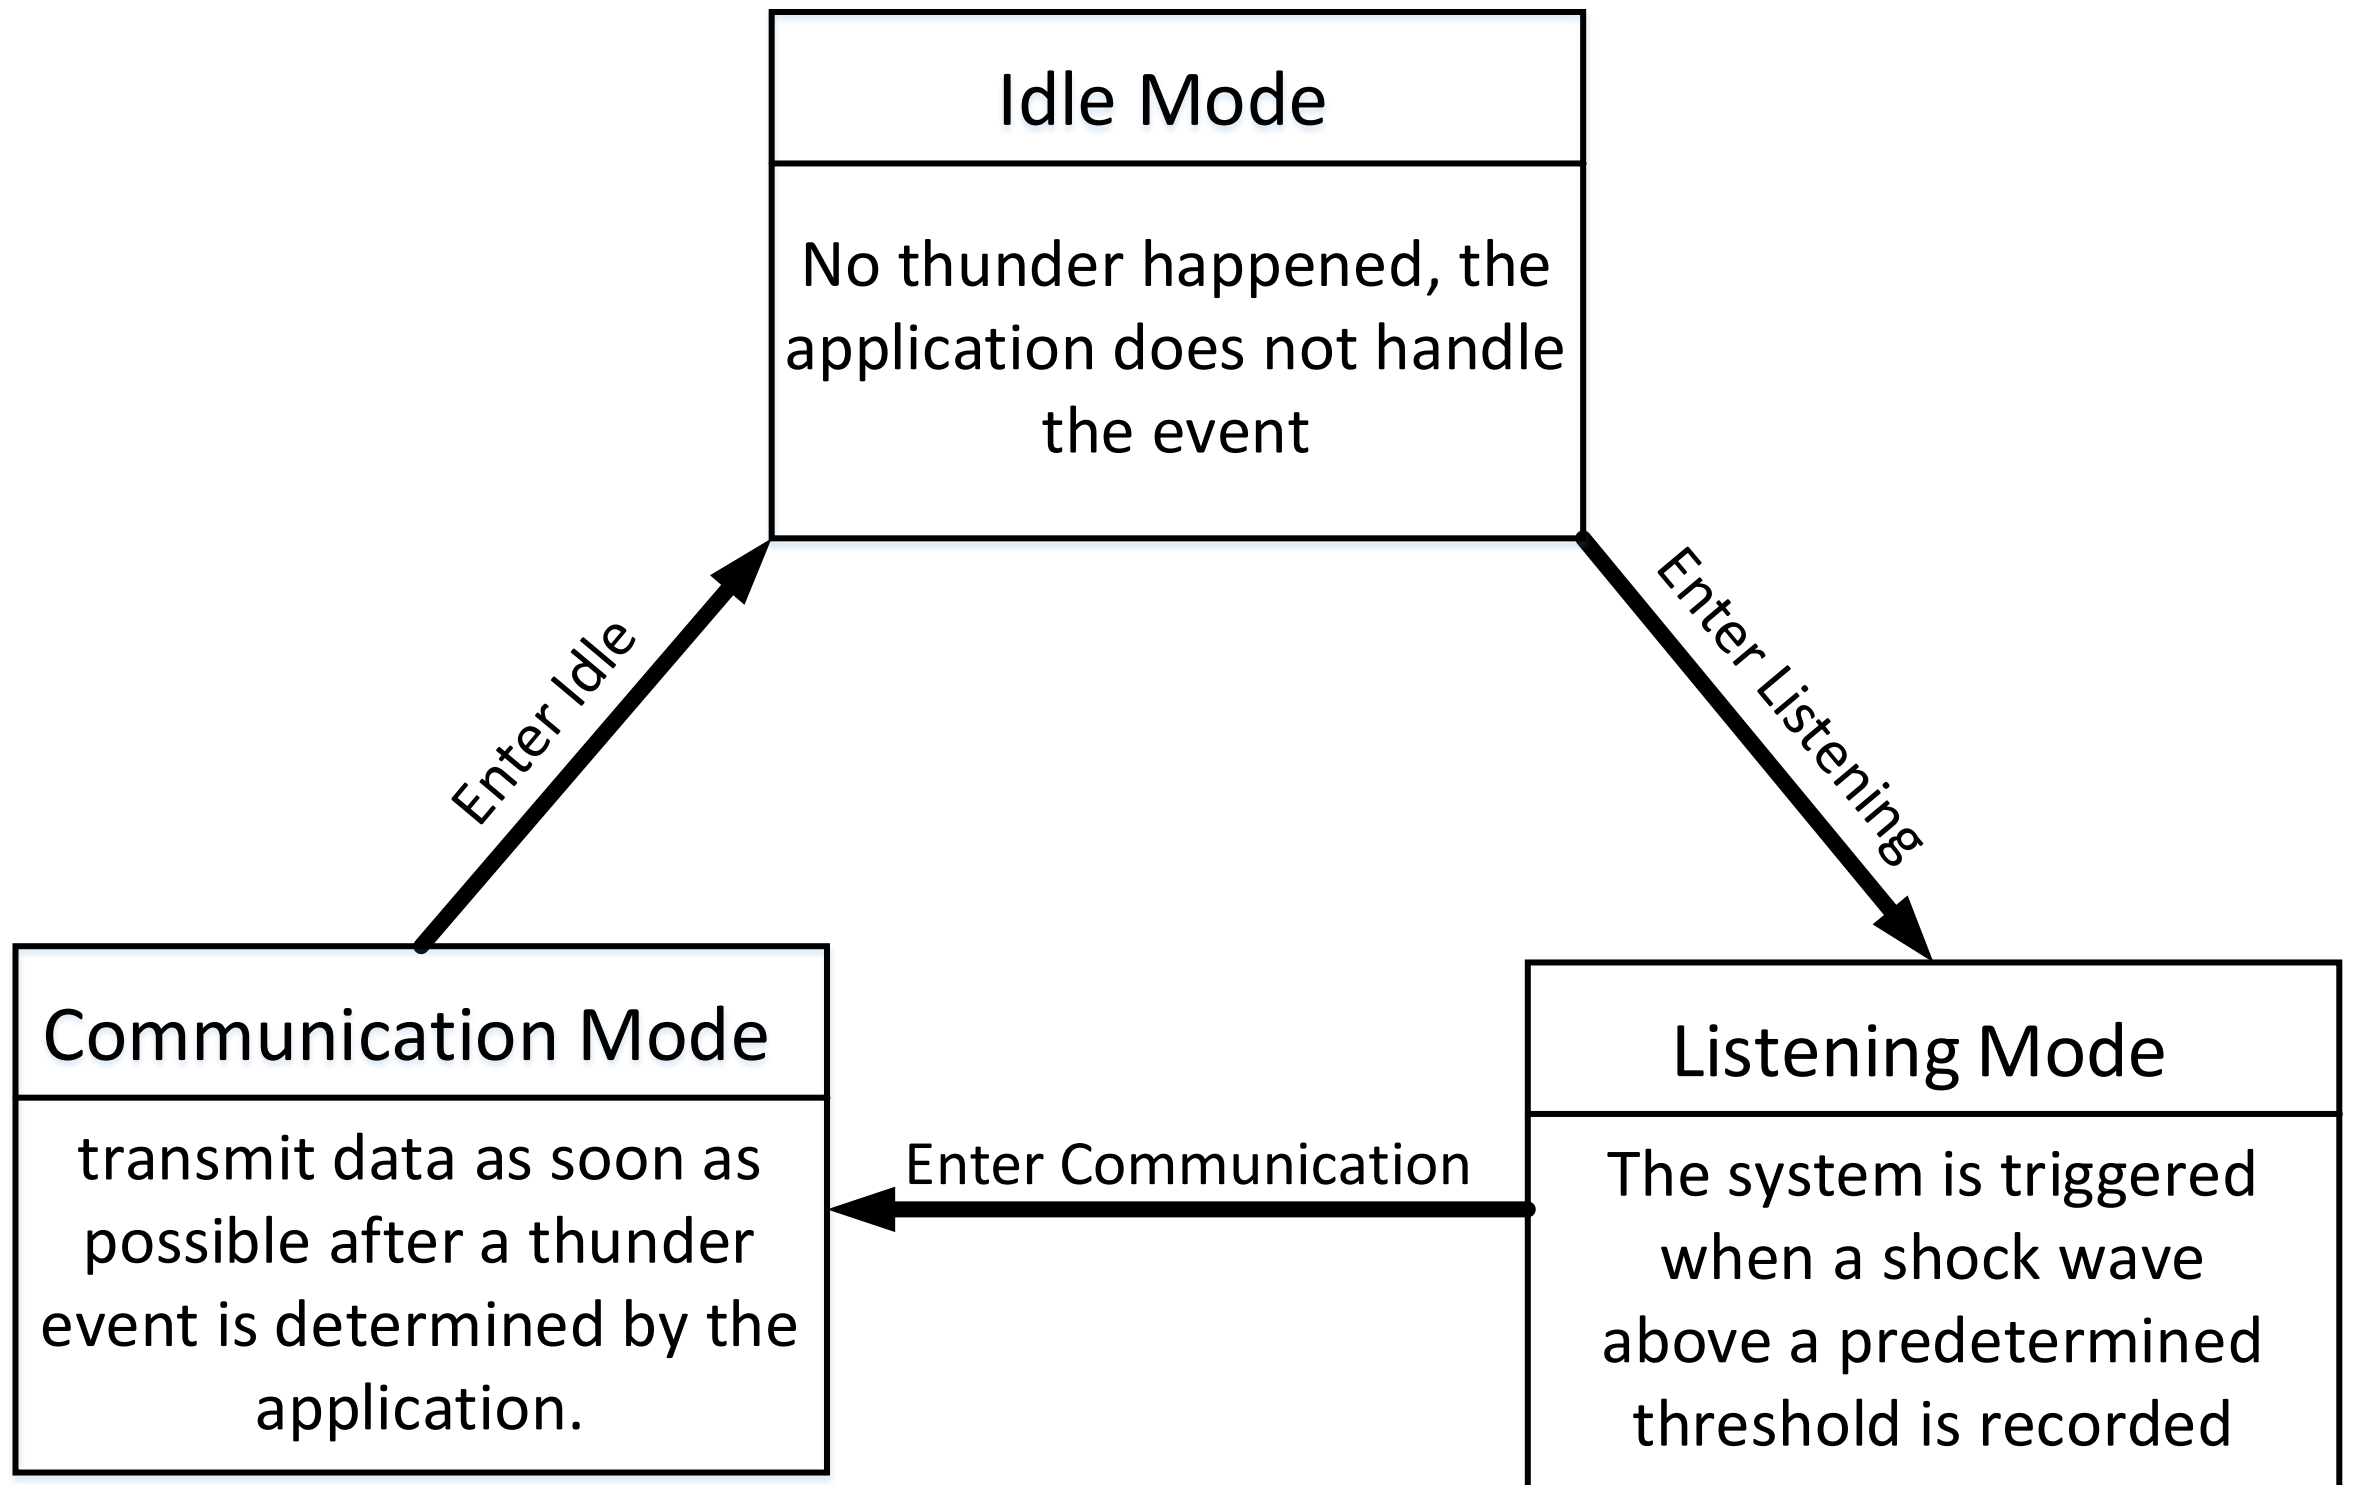 Idle Mode
No thunder happened, the
application does not handle
the event
Enter Idle
Enter Listening
Communication Mode
transmit data as soon as
possible after a thunder
event is determined by the
application.
Enter Communication
Listening Mode
The system is triggered
when a shock wave
above a predetermined
threshold is recorded